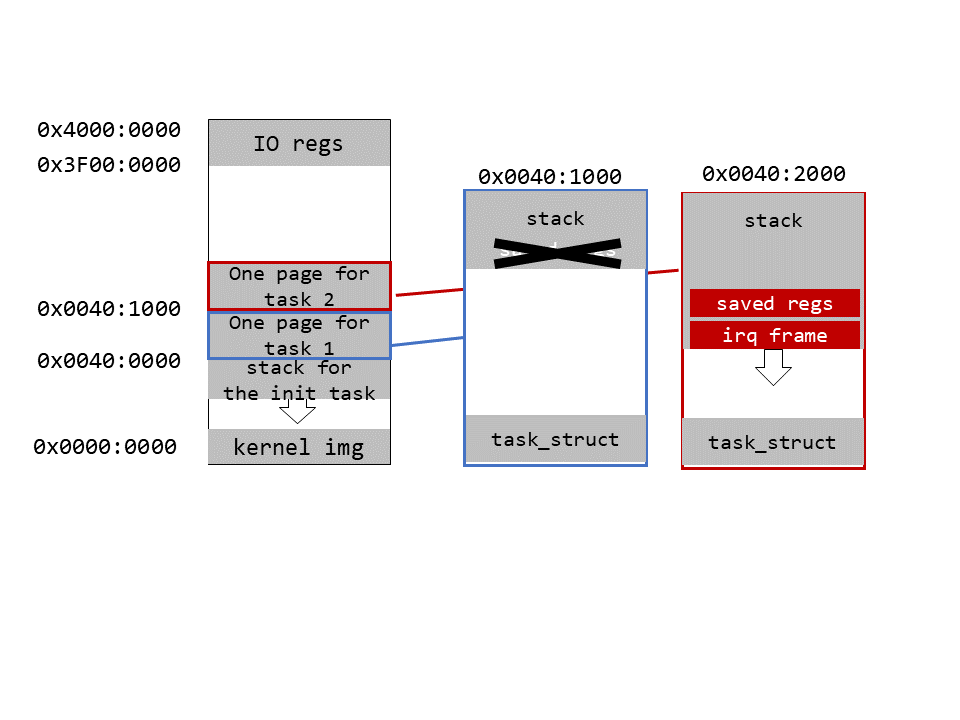 0x4000:0000
0x3F00:0000
0x0040:1000
0x0040:0000
0x0000:0000
IO regs
One page for
task 2
One page for
task 1
stack for
the init task
kernel img
0x0040:1000
stack
task_struct
0x0040:2000
stack
saved regs
irq frame
task_struct